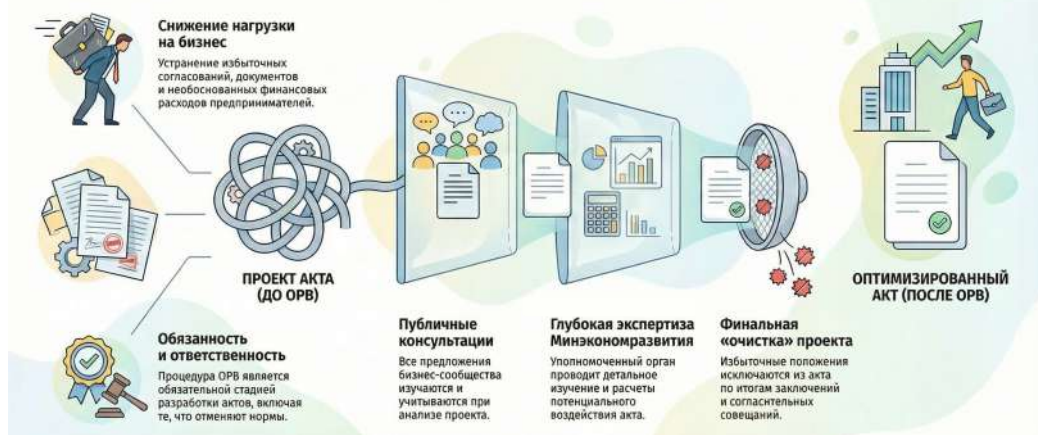 Снижение нагрузки
на бизнес
Устранение избыточных
согласований, документов
и необоснованных финансовых
расходов предпринимателей.
ПРОЕКТ АКТА
(ДО ОРВ)
Обязанность
и ответственность
Процедура ОРВ является
обязательной стадией
разработки актов, включая
те, что отменяют нормы.
Публичные
консультации
Все предложения
бизнес-сообщества
изучаются и
учитываются при
анализе проекта.
Глубокая экспертиза
Минэкономразвития
Уполномоченный орган
проводит детальное
изучение и расчеты
потенциального
воздействия акта.
Финальная
«очистка» проекта
Избыточные положения
исключаются из акта
по итогам заключений
и согласительных
совещаний.
ОПТИМИЗИРОВАННЫЙ
АКТ (ПОСЛЕ ОРВ)